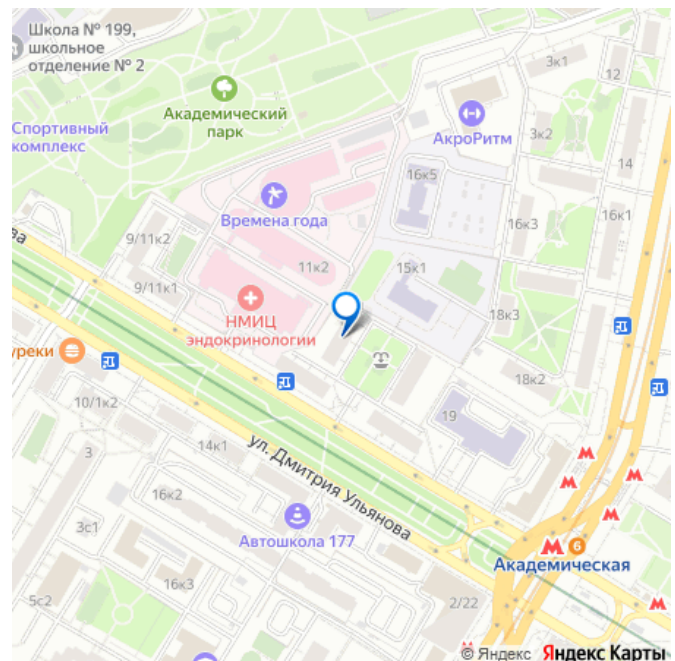 Школа № 199,
школьное
отделение № 2
3к1
12
Академический
парк
АкроРитм
Спортивный
комплекс
3к2
14
16к5
Времена года
16к3
16к1
ва
9/11к2
11к2
15к1
9/11к1
НМИЦ
эндокринологии
18к3
уреки
18к2
10/1к2
19
14к1
ул. Дмитрия Ульянова
3
16к2
Автошкола 177
3с1
6
Академическая
16к3
5с2
2/22
© Яндекс Яндекс Карты